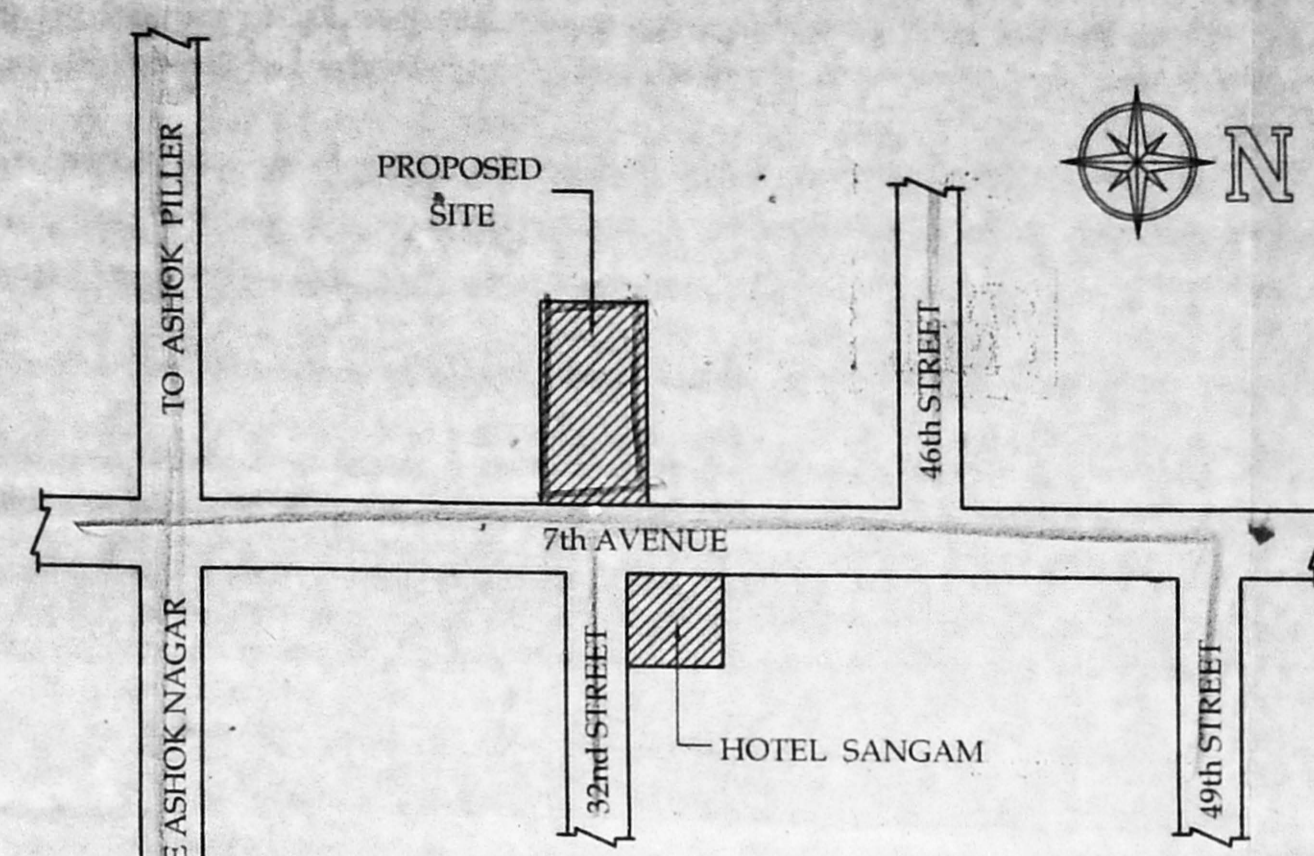 PROPOSED
SITE
N
TO ASHOK PILLER
46th STREET
7th AVENUE
ASHOK NAGAR
32nd STREET
HOTEL SANGAM
49th STREET